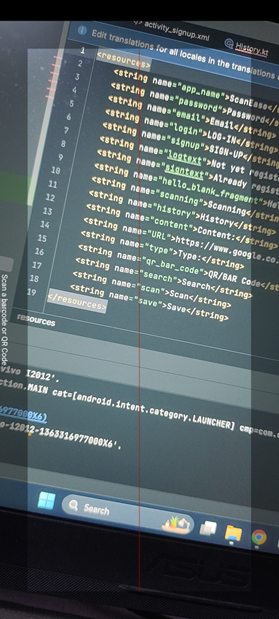 activity_signup.xml
History.kt
Edit translations for all locales in the translations
1 <resources>
2 <string name="app_name">ScanEase</
3 <string name="password">Password</s
4 <string name="email">Email</string>
5 <string name="login">LOG-IN</string>
6 <string name="signup">SIGN-UP</string>
7 <string name="logtext">Not yet regist
8 <string name="signtext">Already regis
9 <string name="hello_blank_fragment">Hel
10 <string name="scanning">Scanning</string>
11 <string name="history">History</string>
12 <string name="content">Content:</string>
13 <string name="URL">https://www.google.co
14 <string name="type">Type:</string>
15 <string name="qr_bar_code">QR/BAR Code</st
16 <string name="search">Search</string>
17 <string name="scan">Scan</string>
18 <string name="save">Save</string>
19 </resources>
resources
Scan a barcode or QR Code
vivo I2012'.
ction.MAIN cat=[android.intent.category.LAUNCHER] cmp=com.
o-I2012-1363316977000X6'.
Search
ASUS